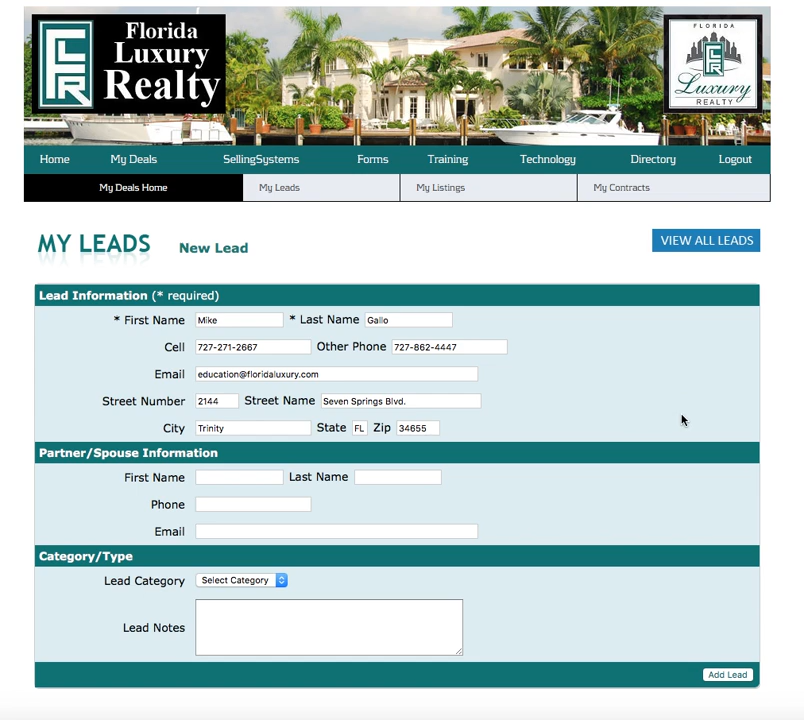 Florida
Luxury
Realty
FLR
FLORIDA
FLR
Luxury
REALTY
Home My Deals SellingSystems Forms Training Technology Directory Logout
My Deals Home My Leads My Listings My Contracts
MY LEADS New Lead VIEW ALL LEADS
Lead Information (* required)
* First Name Mike * Last Name Gallo
Cell 727-271-2667 Other Phone 727-862-4447
Email education@floridaluxury.com
Street Number 2144 Street Name Seven Springs Blvd.
City Trinity State FL Zip 34655
Partner/Spouse Information
First Name Last Name
Phone
Email
Category/Type
Lead Category Select Category
Lead Notes
Add Lead